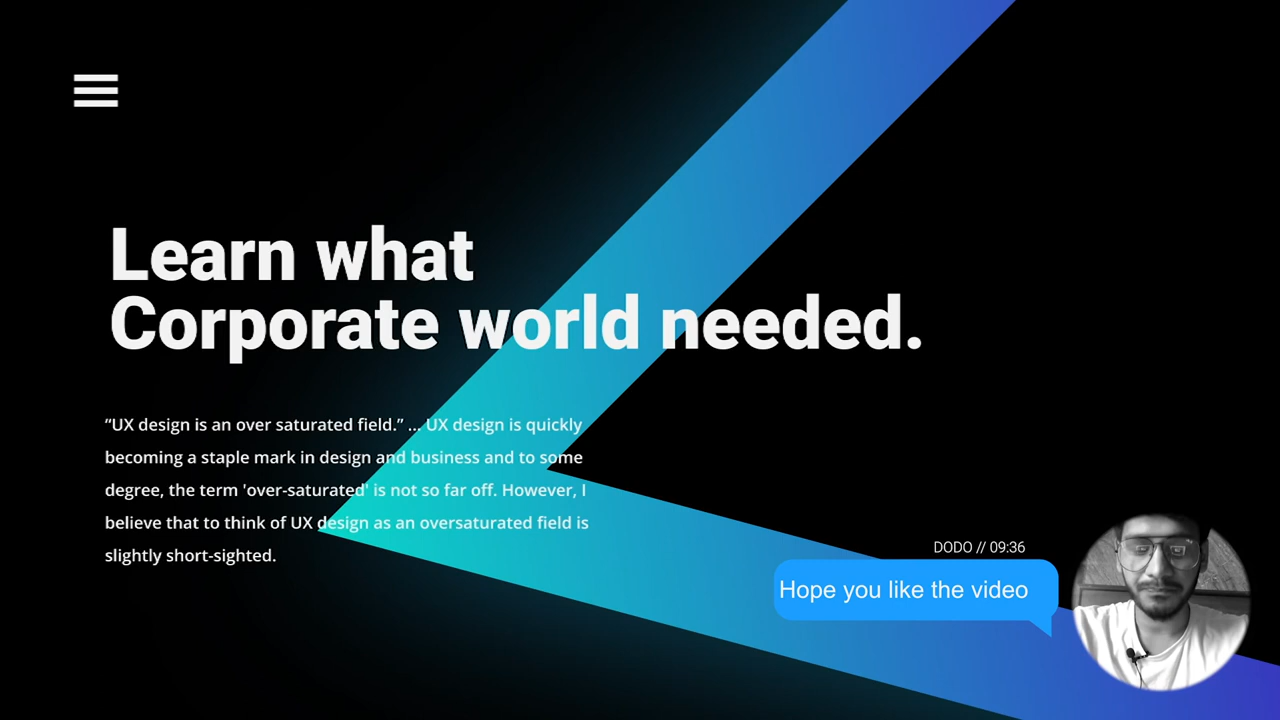 Learn what
Corporate world needed.
“UX design is an over saturated field.” ... UX design is quickly
becoming a staple mark in design and business and to some
degree, the term 'over-saturated' is not so far off. However, I
believe that to think of UX design as an oversaturated field is
slightly short-sighted.
DODO // 09:36
Hope you like the video